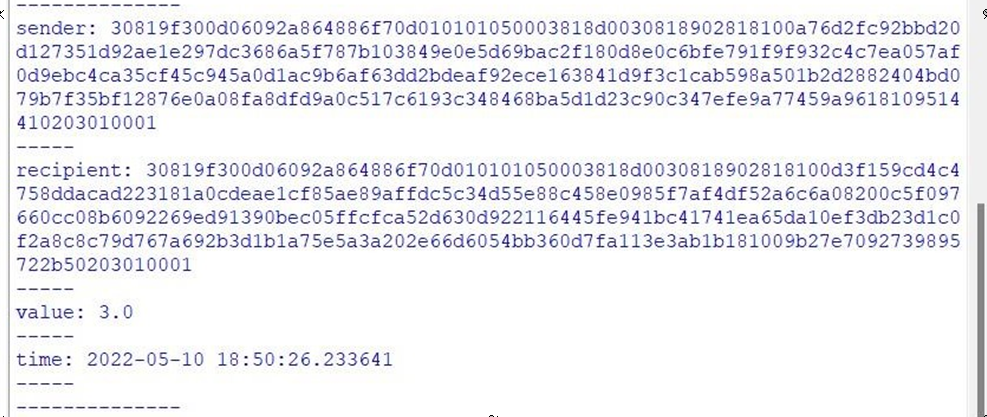 --------------
sender: 30819f300d06092a864886f70d010101050003818d0030818902818100a76d2fc92bbd20
d127351d92ae1e297dc3686a5f787b103849e0e5d69bac2f180d8e0c6bfe791f9f932c4c7ea057af
0d9ebc4ca35cf45c945a0d1ac9b6af63dd2bdeaf92ece163841d9f3c1cab598a501b2d2882404bd0
79b7f35bf12876e0a08fa8dfd9a0c517c6193c348468ba5d1d23c90c347efe9a77459a9618109514
410203010001
-----
recipient: 30819f300d06092a864886f70d010101050003818d0030818902818100d3f159cd4c4
758ddacad223181a0cdeae1cf85ae89affdc5c34d55e88c458e0985f7af4df52a6c6a08200c5f097
660cc08b6092269ed91390bec05ffcfca52d630d922116445fe941bc41741ea65da10ef3db23d1c0
f2a8c8c79d767a692b3d1b1a75e5a3a202e66d6054bb360d7fa113e3ab1b181009b27e7092739895
722b50203010001
-----
value: 3.0
-----
time: 2022-05-10 18:50:26.233641
-----
--------------